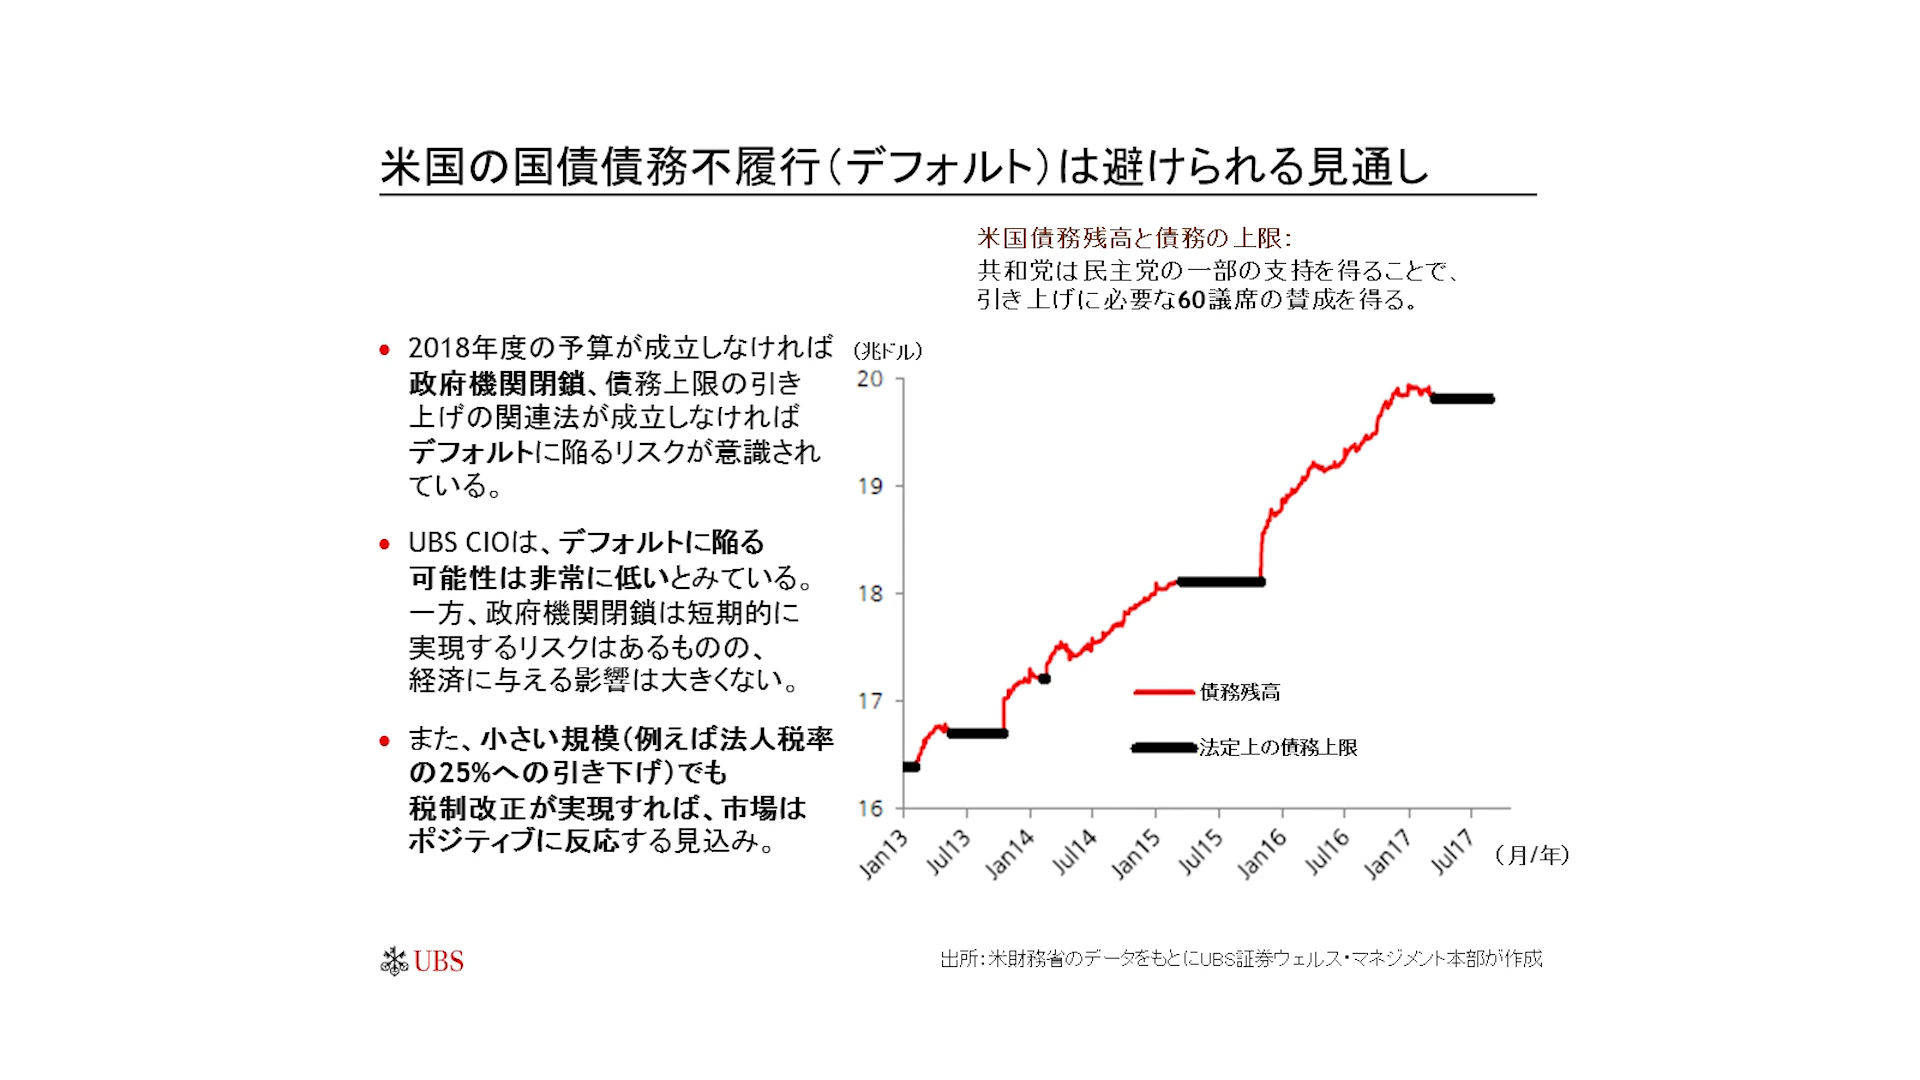 米国の国債債務不履行（デフォルト）は避けられる見通し
米国債務残高と債務の上限：
共和党は民主党の一部の支持を得ることで、
引き上げに必要な60議席の賛成を得る。
• 2018年度の予算が成立しなければ
政府機関閉鎖、債務上限の引き
上げの関連法が成立しなければ
デフォルトに陥るリスクが意識され
ている。
• UBS CIOは、デフォルトに陥る
可能性は非常に低いとみている。
一方、政府機関閉鎖は短期的に
実現するリスクはあるものの、
経済に与える影響は大きくない。
• また、小さい規模（例えば法人税率
の25%への引き下げ）でも
税制改正が実現すれば、市場は
ポジティブに反応する見込み。
（兆ドル）
20
19
18
17
16
債務残高
法定上の債務上限
Jan13 Jul13 Jan14 Jul14 Jan15 Jul15 Jan16 Jul16 Jan17 Jul17
（月/年）
UBS
出所：米財務省のデータをもとにUBS証券ウェルス・マネジメント本部が作成